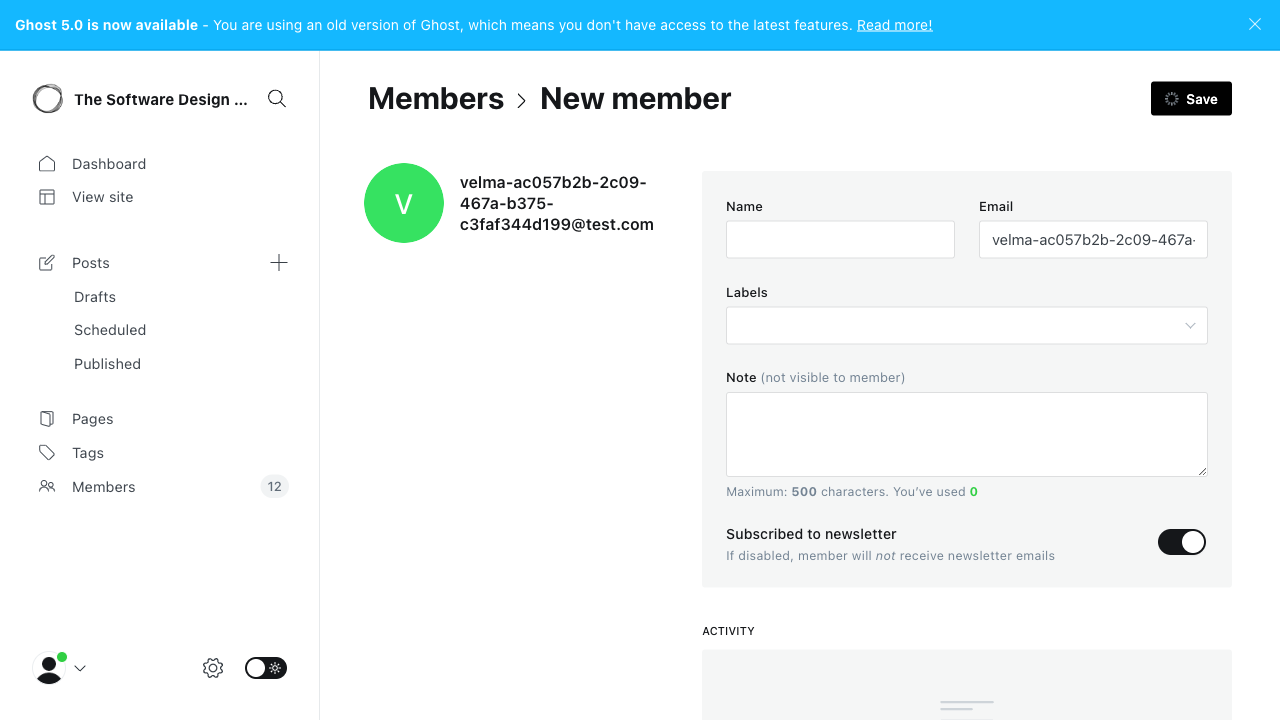 Ghost 5.0 is now available - You are using an old version of Ghost, which means you don't have access to the latest features. Read more!
The Software Design ...
Dashboard
View site
Posts
Drafts
Scheduled
Published
Pages
Tags
Members
12
Members
New member
Save
V
velma-ac057b2b-2c09-
467a-b375-
c3faf344d199@test.com
Name
Email
velma-ac057b2b-2c09-467a-
Labels
Note (not visible to member)
Maximum: 500 characters. You've used 0
Subscribed to newsletter
If disabled, member will not receive newsletter emails
ACTIVITY